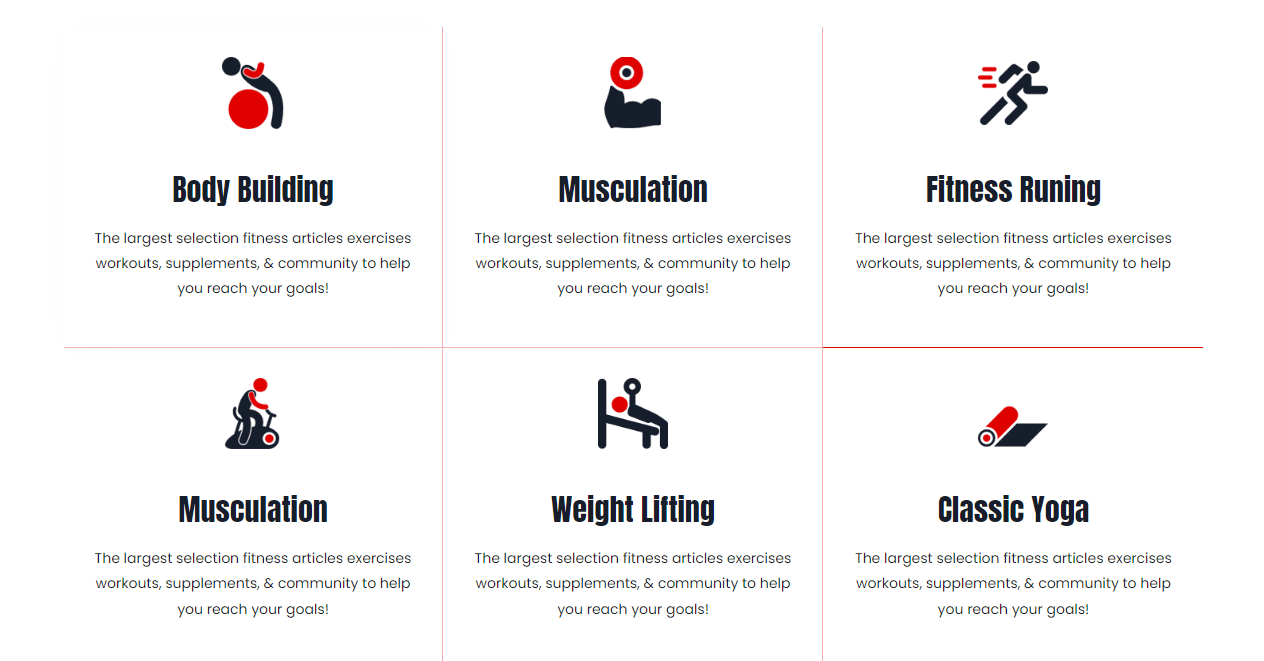 Body Building
The largest selection fitness articles exercises
workouts, supplements, & community to help
you reach your goals!
Musculation
The largest selection fitness articles exercises
workouts, supplements, & community to help
you reach your goals!
Fitness Runing
The largest selection fitness articles exercises
workouts, supplements, & community to help
you reach your goals!
Musculation
The largest selection fitness articles exercises
workouts, supplements, & community to help
you reach your goals!
Weight Lifting
The largest selection fitness articles exercises
workouts, supplements, & community to help
you reach your goals!
Classic Yoga
The largest selection fitness articles exercises
workouts, supplements, & community to help
you reach your goals!